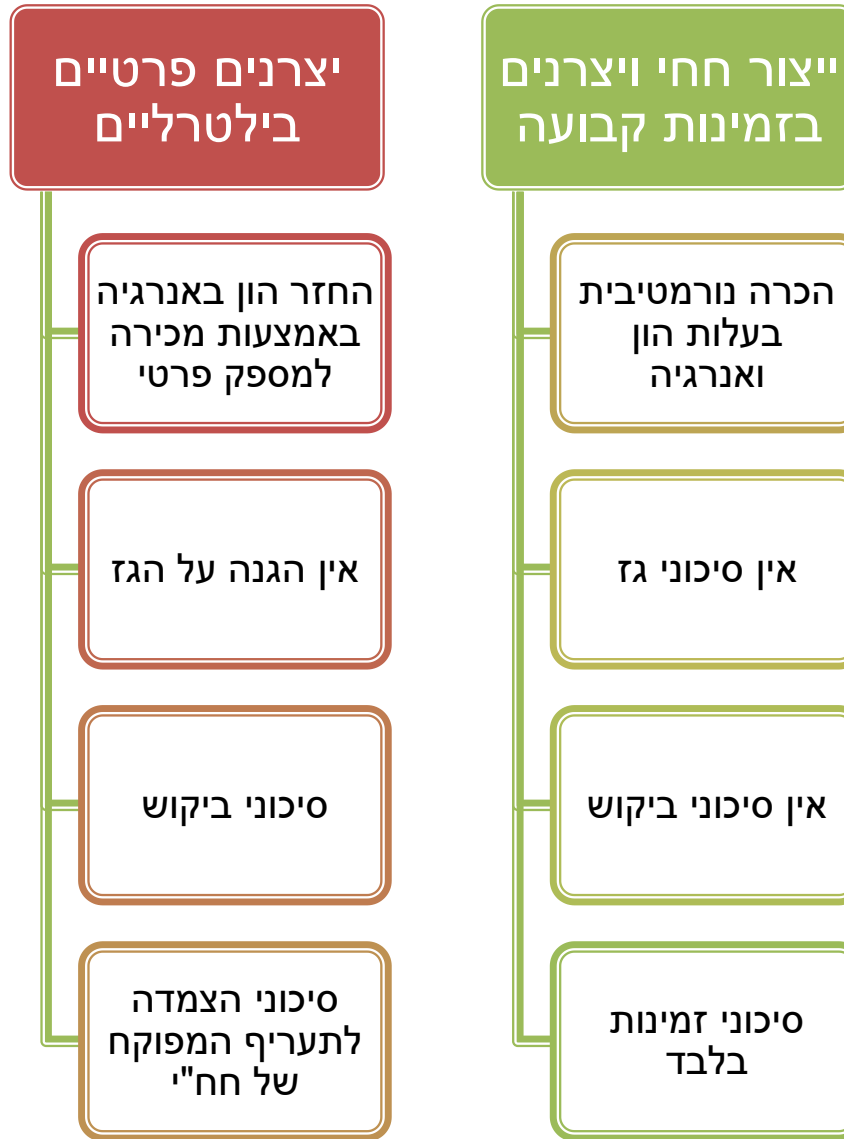 ייצור חחי ויצרנים
בזמינות קבועה
הכרה נורמטיבית
בעלות הון
ואנרגיה
אין סיכוני גז
אין סיכוני ביקוש
סיכוני זמינות
בלבד
יצרנים פרטיים
בילטרליים
החזר הון באנרגיה
באמצעות מכירה
למספק פרטי
אין הגנה על הגז
סיכוני ביקוש
סיכוני הצמדה
לתעריף המפוקח
של חח"י